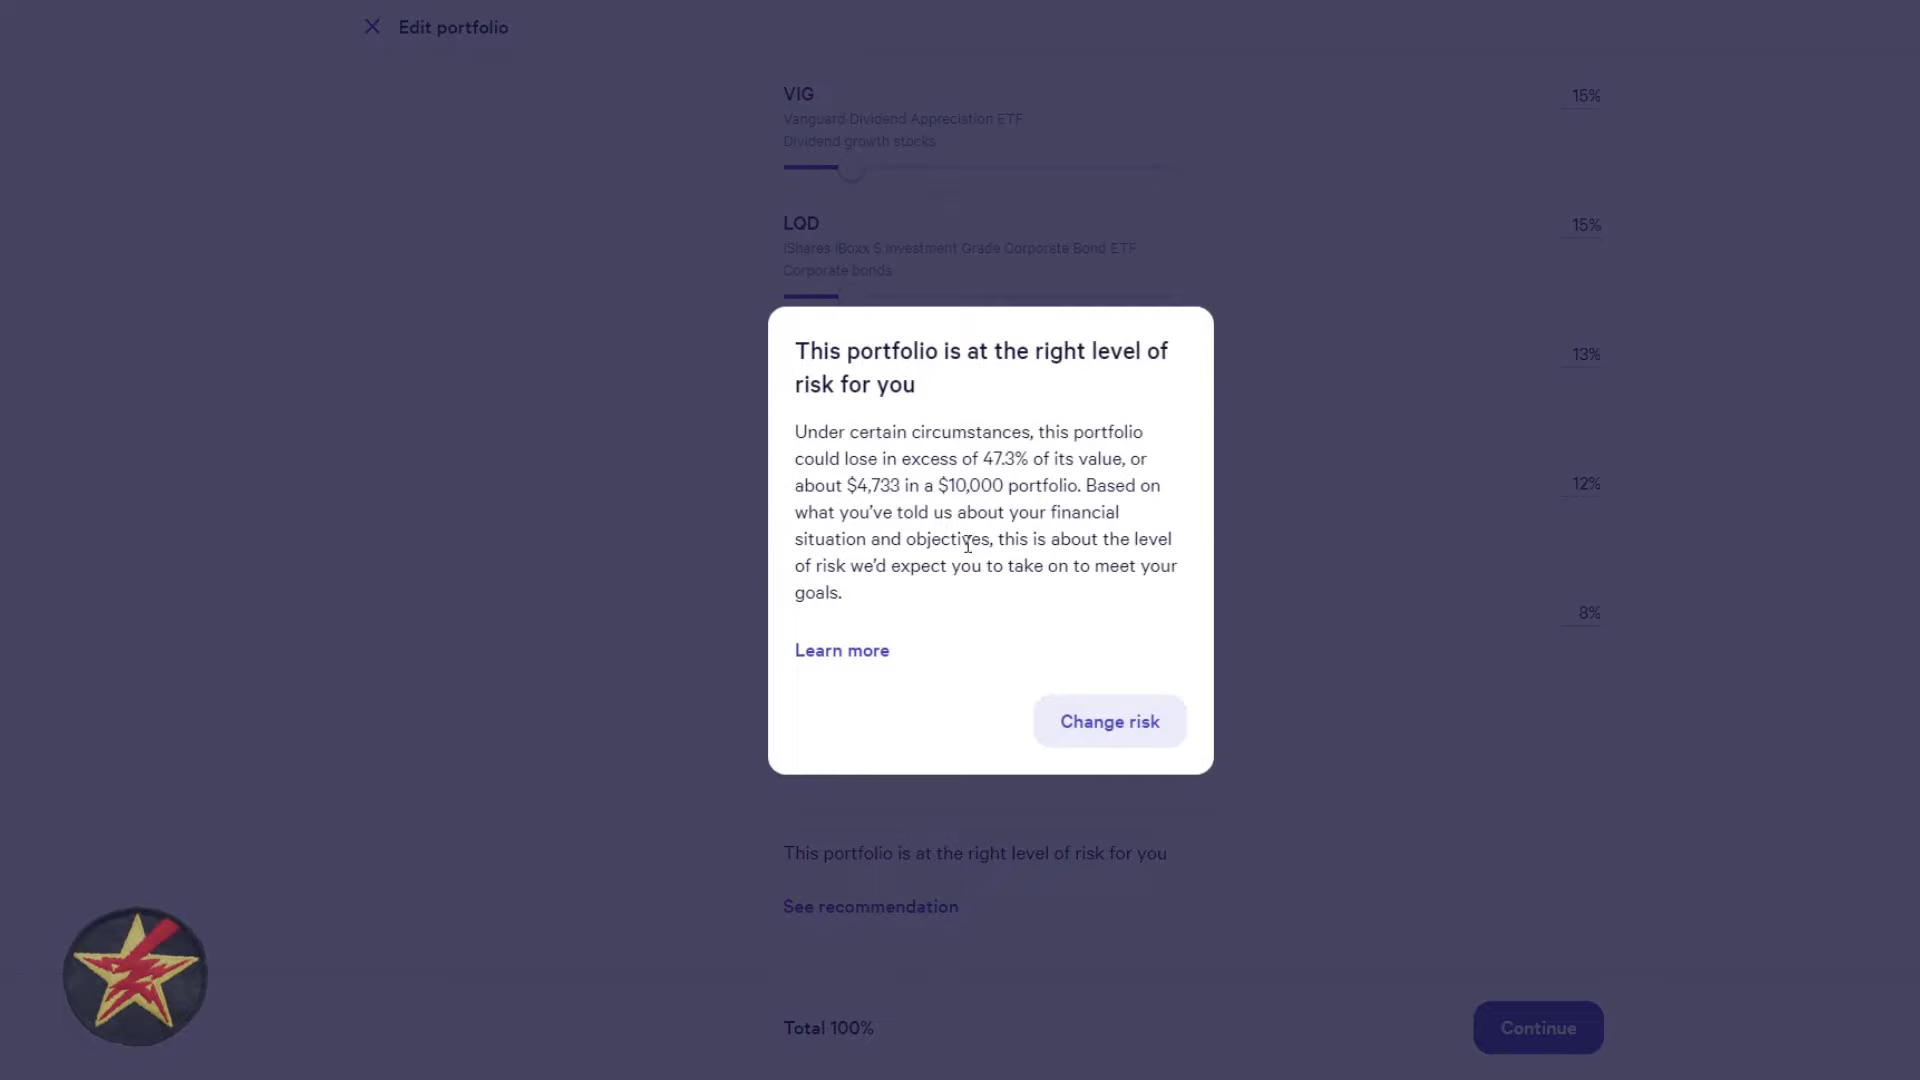 Edit portfolio
VIG
15%
Vanguard Dividend Appreciation ETF
Dividend growth stocks
LQD
15%
iShares iBoxx $ Investment Grade Corporate Bond ETF
Corporate bonds
13%
12%
8%
This portfolio is at the right level of
risk for you
Under certain circumstances, this portfolio
could lose in excess of 47.3% of its value, or
about $4,733 in a $10,000 portfolio. Based on
what you’ve told us about your financial
situation and objectives, this is about the level
of risk we’d expect you to take on to meet your
goals.
Learn more
Change risk
This portfolio is at the right level of risk for you
See recommendation
Total 100%
Continue